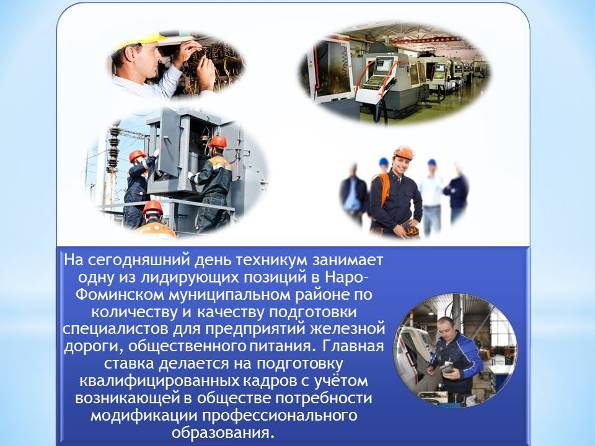 На сегодняшний день техникум занимает
одну из лидирующих позиций в Наро-
Фоминском муниципальном районе по
количеству и качеству подготовки
специалистов для предприятий железной
дороги, общественного питания. Главная
ставка делается на подготовку
квалифицированных кадров с учётом
возникающей в обществе потребности
модификации профессионального
образования.